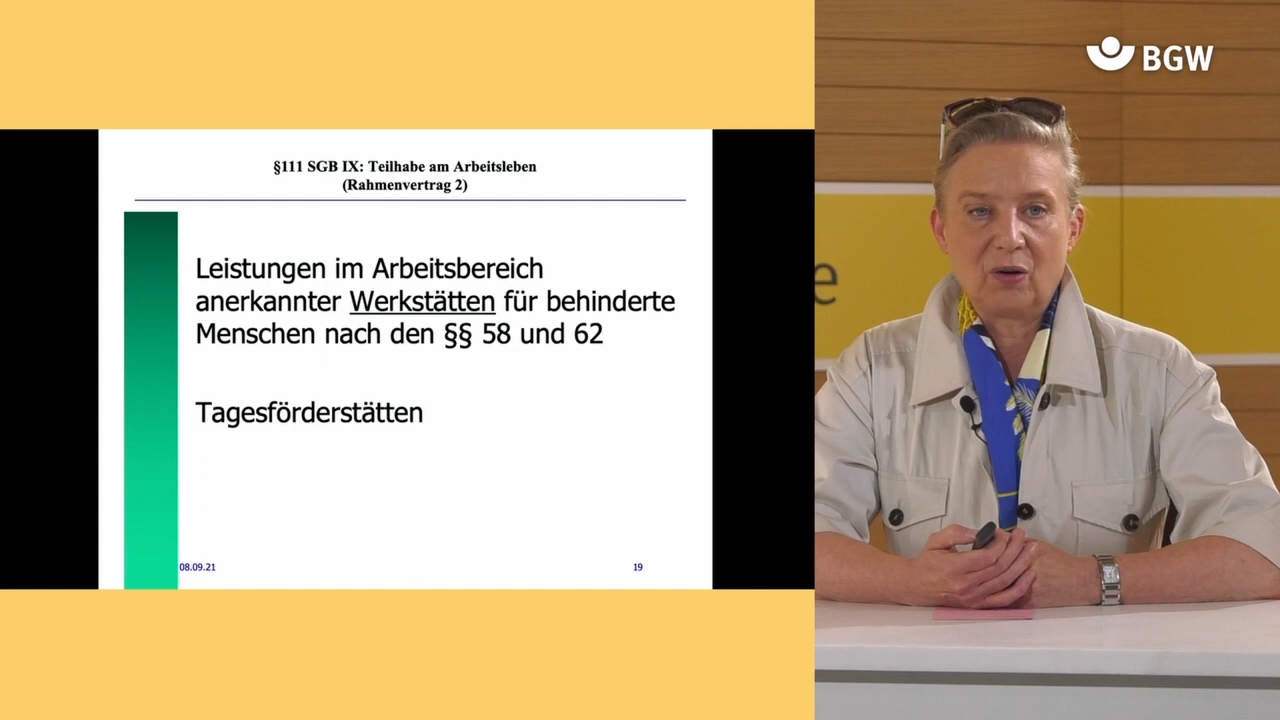 §111 SGB IX: Teilhabe am Arbeitsleben
(Rahmenvertrag 2)
Leistungen im Arbeitsbereich
anerkannter Werkstätten für behinderte
Menschen nach den §§ 58 und 62
Tagesförderstätten
08.09.21
19
BGW
e